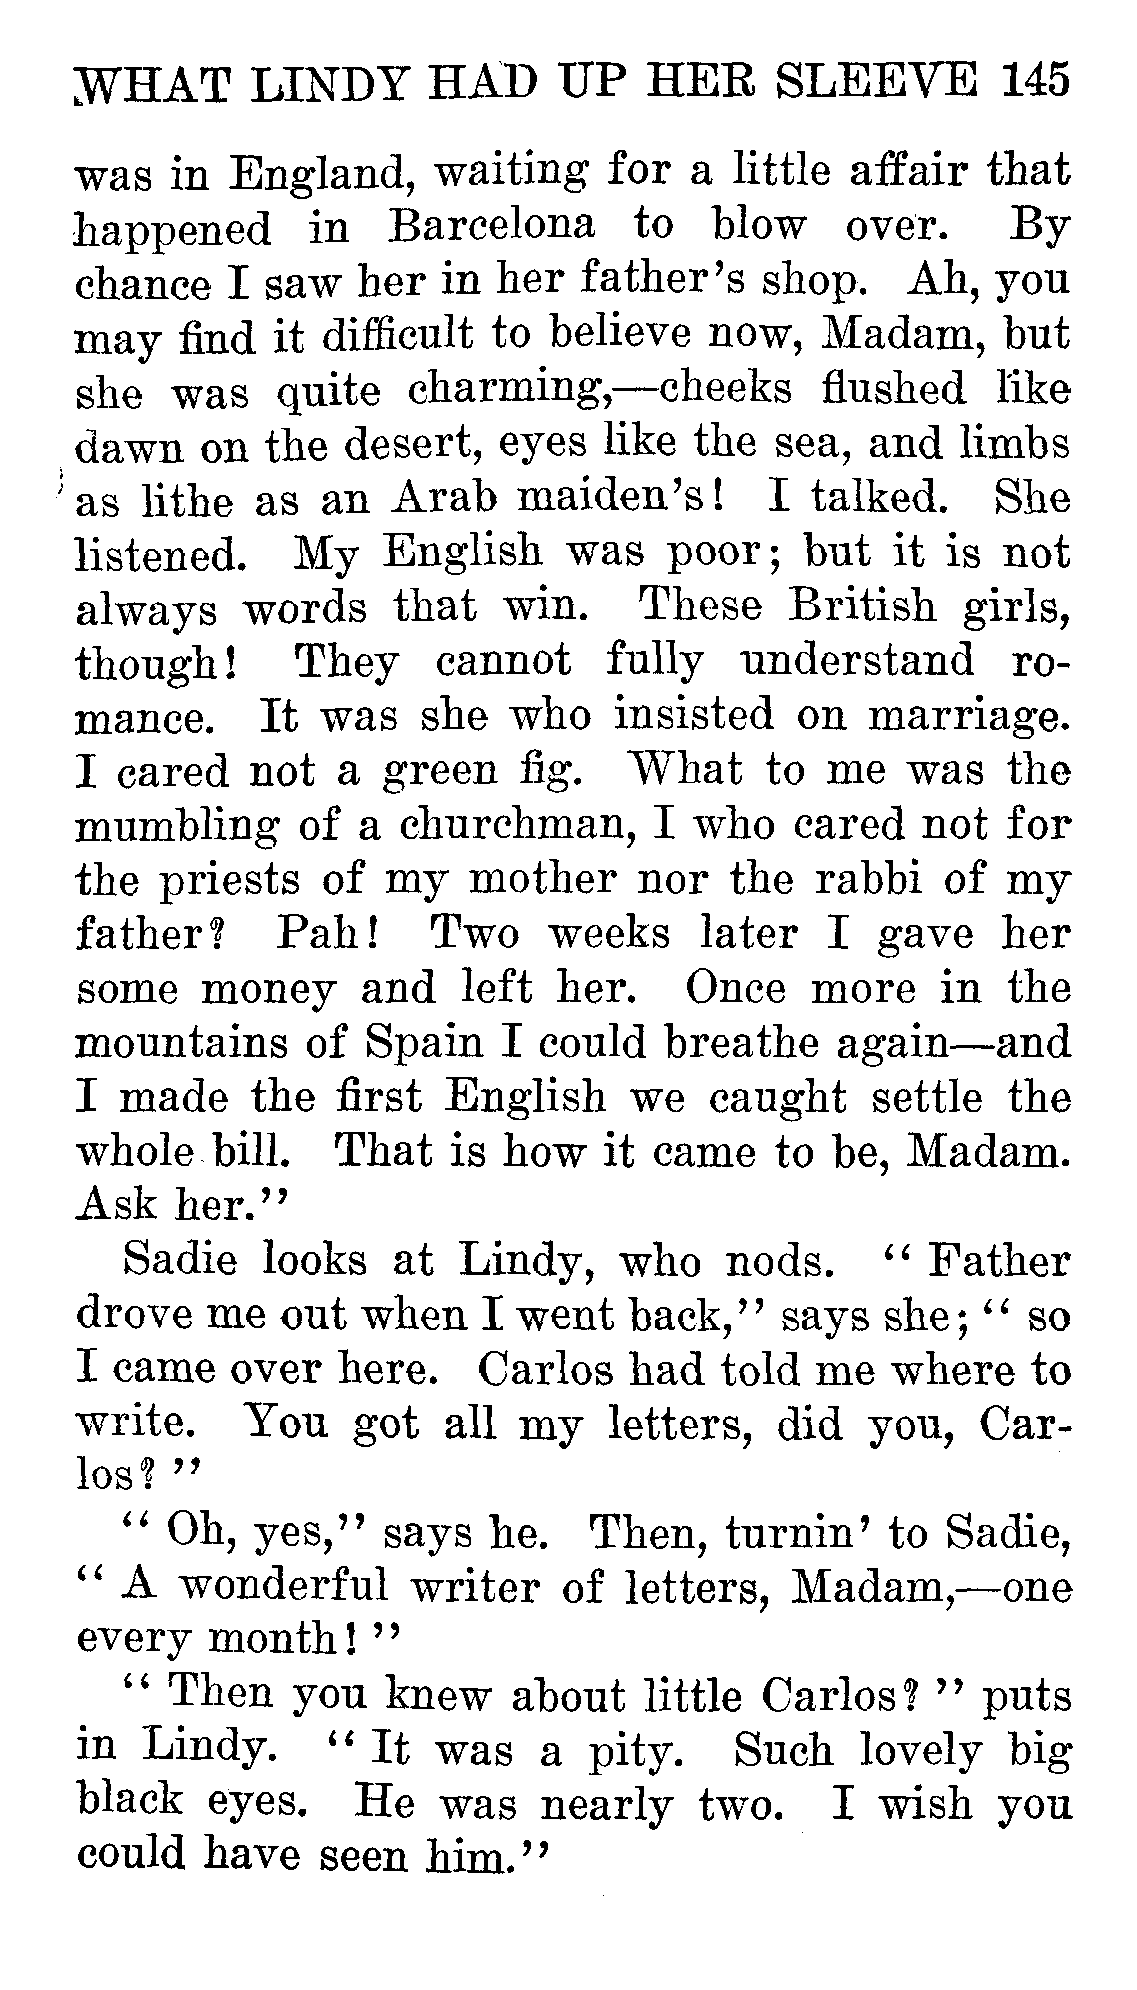 WHAT LINDY HAD UP HER SLEEVE 145
was in England, waiting for a little affair that
happened in Barcelona to blow over. By
chance I saw her in her father's shop. Ah, you
may find it difficult to believe now, Madam, but
she was quite charming,—cheeks flushed like
dawn on the desert, eyes like the sea, and limbs
as lithe as an Arab maiden's! I talked. She
listened. My English was poor; but it is not
always words that win. These British girls,
though! They cannot fully understand ro-
mance. It was she who insisted on marriage.
I cared not a green fig. What to me was the
mumbling of a churchman, I who cared not for
the priests of my mother nor the rabbi of my
father? Pah! Two weeks later I gave her
some money and left her. Once more in the
mountains of Spain I could breathe again—and
I made the first English we caught settle the
whole bill. That is how it came to be, Madam.
Ask her."
Sadie looks at Lindy, who nods. " Father
drove me out when I went back," says she; " so
I came over here. Carlos had told me where to
write. You got all my letters, did you, Car-
los? "
" Oh, yes," says he. Then, turnin' to Sadie,
" A wonderful writer of letters, Madam,—one
every month! "
" Then you knew about little Carlos? " puts
in Lindy. " It was a pity. Such lovely big
black eyes. He was nearly two. I wish you
could have seen him."